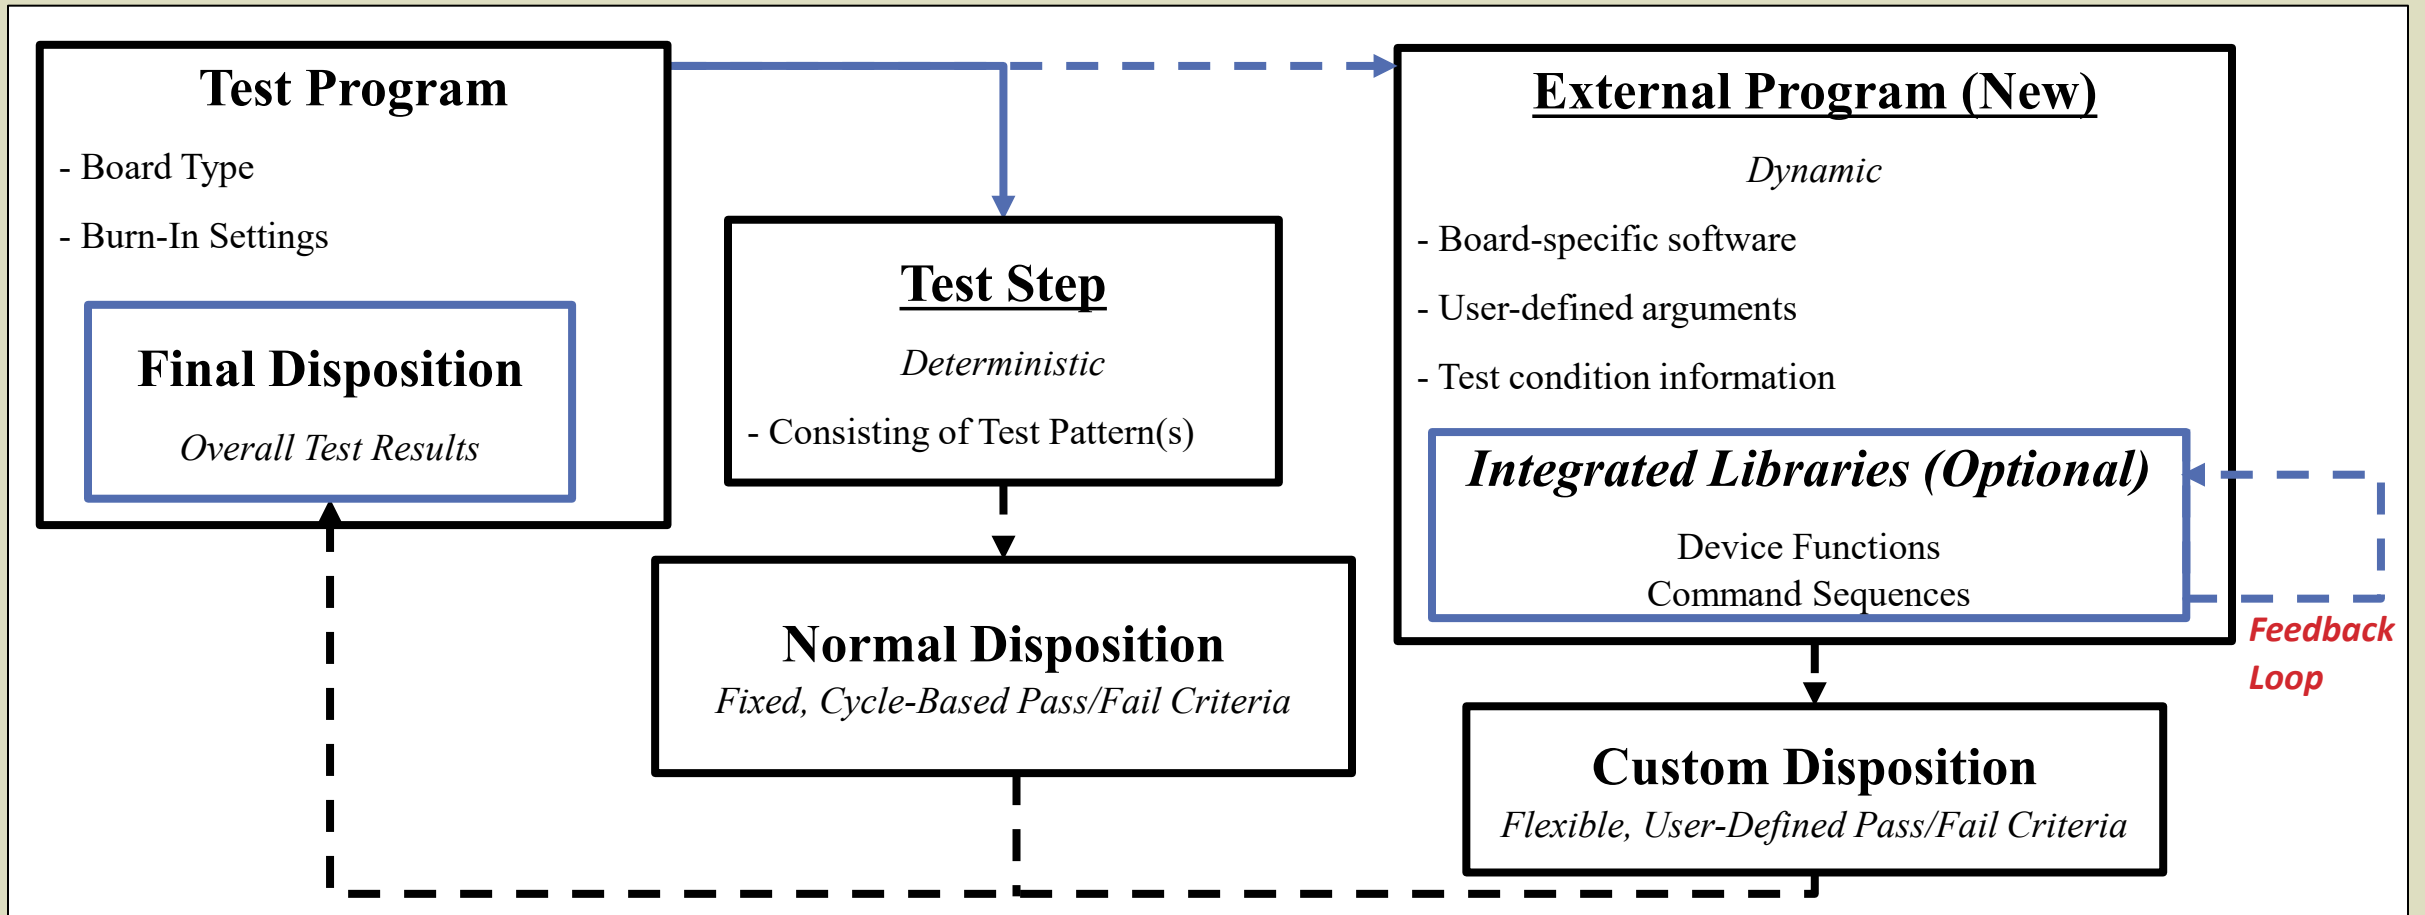 Test Program
- Board Type
- Burn-In Settings
Final Disposition
Overall Test Results
Test Step
Deterministic
- Consisting of Test Pattern(s)
Normal Disposition
Fixed, Cycle-Based Pass/Fail Criteria
External Program (New)
Dynamic
- Board-specific software
- User-defined arguments
- Test condition information
Integrated Libraries (Optional)
Device Functions
Command Sequences
Feedback
Loop
Custom Disposition
Flexible, User-Defined Pass/Fail Criteria